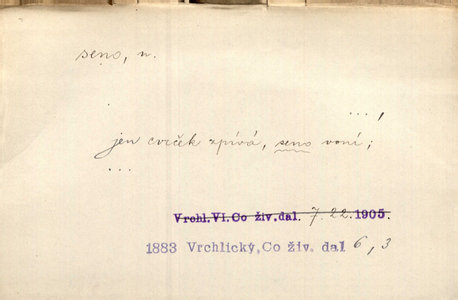 seno, n.
...,
jen cvrček zpívá, seno voní;
...
Vrchl.VI.Co živ.dal. 7.22.1905.
1883 Vrchlický,Co živ. dal 6,3